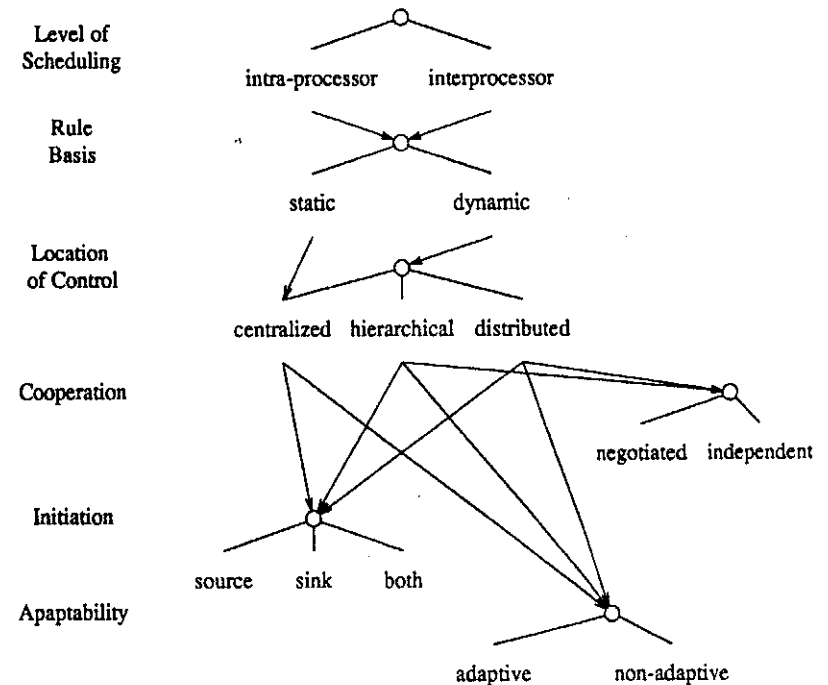 Level of
Scheduling
intra-processor interprocessor
Rule
Basis
static dynamic
Location
of Control
centralized hierarchical distributed
Cooperation
negotiated independent
Initiation
source sink both
Apaptability
adaptive non-adaptive